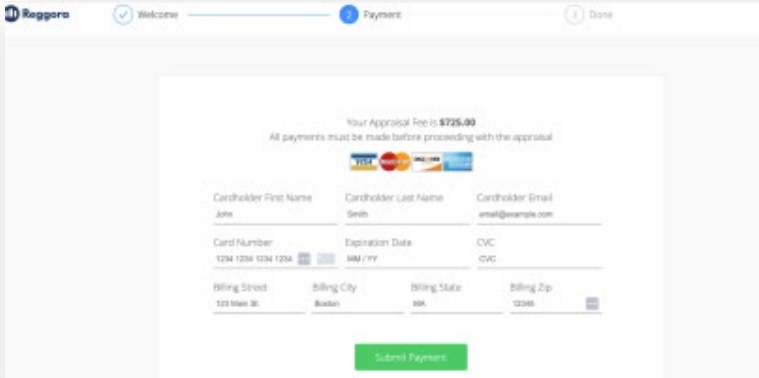 Reggora
Welcome 2 Payment 3 Done
Your Appraisal Fee is $725.00
All payments must be made before proceeding with the appraisal
VISA DISCOVER
Cardholder First Name Cardholder Last Name Cardholder Email
John Smith email@example.com
Card Number Expiration Date CVC
1234 1234 1234 1234 MM / YY CVC
Billing Street Billing City Billing State Billing Zip
123 Main St. Boston MA 12345
Submit Payment